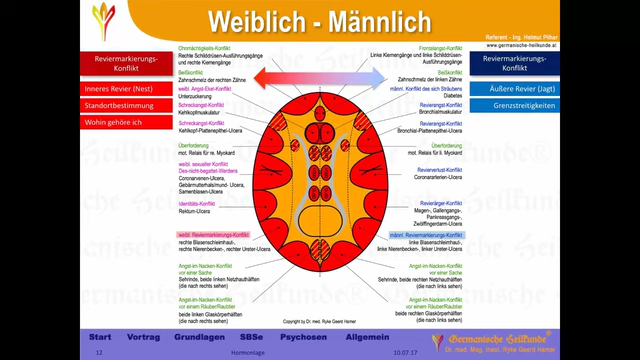 Weiblich - Männlich
Referent - Ing. Helmut Pilhar
www.germanische-heilkunde.at
Reviermarkierungs-
Konflikt
Inneres Revier (Nest)
Standortbestimmung
Wohin gehöre ich
Ohnmächtigkeits-Konflikt
Rechte Schilddrüsen-Ausführungsgänge
und rechte Kiemengänge
Beißkonflikt
Zahnschmelz der rechten Zähne
weibl. Angst-Ekel-Konflikt
Unterzuckerung
Schreckangst-Konflikt
Kehlkopfmuskulatur
Schreckangst-Konflikt
Kehlkopf-Plattenepithel-Ulcera
Überforderung
mot. Relais für re. Myokard
weibl. sexueller Konflikt
Des-nicht-begattet-Werdens
Coronarvenen-Ulcera,
Gebärmutterhals/mund- Ulcera,
Samenblasen-Ulcera
Identitäts-Konflikt
Rektum-Ulcera
weibl. Reviermarkierungs-Konflikt
rechte Blasenschleimhaut-,
rechte Nierenbecken-, rechte Ureter-Ulcera
Angst-im-Nacken-Konflikt
vor einer Sache
Sehrinde, beide linken Netzhauthälften
(die nach rechts sehen)
Angst-im-Nacken-Konflikt
vor einem Räuber/Raubtier
beide linken Glaskörperhälften
(die nach rechts sehen)
Frontalangst-Konflikt
Linke Kiemengänge und linke Schilddrüsen-
Ausführungsgänge
Beißkonflikt
Zahnschmelz der linken Zähne
männl. Konflikt des sich Sträubens
Diabetes
Revierangst-Konflikt
Bronchialmuskulatur
Revierangst-Konflikt
Bronchial-Plattenepithel-Ulcera
Überforderung
mot. Relais für li. Myokard
Revierverlust-Konflikt
Coronararterien-Ulcera
Revierärger-Konflikt
Magen-, Gallengangs-,
Pankreasgangs-,
Zwölffingerdarm-Ulcera
männl. Reviermarkierungs-Konflikt
linke Blasenschleimhaut-,
linke Nierenbecken-, linker Ureter-Ulcera
Angst-im-Nacken-Konflikt
vor einer Sache
Sehrinde, beide rechten Netzhauthälften
(die nach links sehen)
Angst-im-Nacken-Konflikt
vor einem Räuber/Raubtier
beide rechten Glaskörperhälften
(die nach links sehen)
Reviermarkierungs-
Konflikt
Äußere Revier (Jagt)
Grenzstreitigkeiten
Copyright by Dr. med. Ryke Geerd Hamer
Start Vortrag Grundlagen SBSe Psychosen Allgemein
Germanische Heilkunde®
Dr. med. Mag. theol. Ryke Geerd Hamer
12 Hormonlage 10.07.17